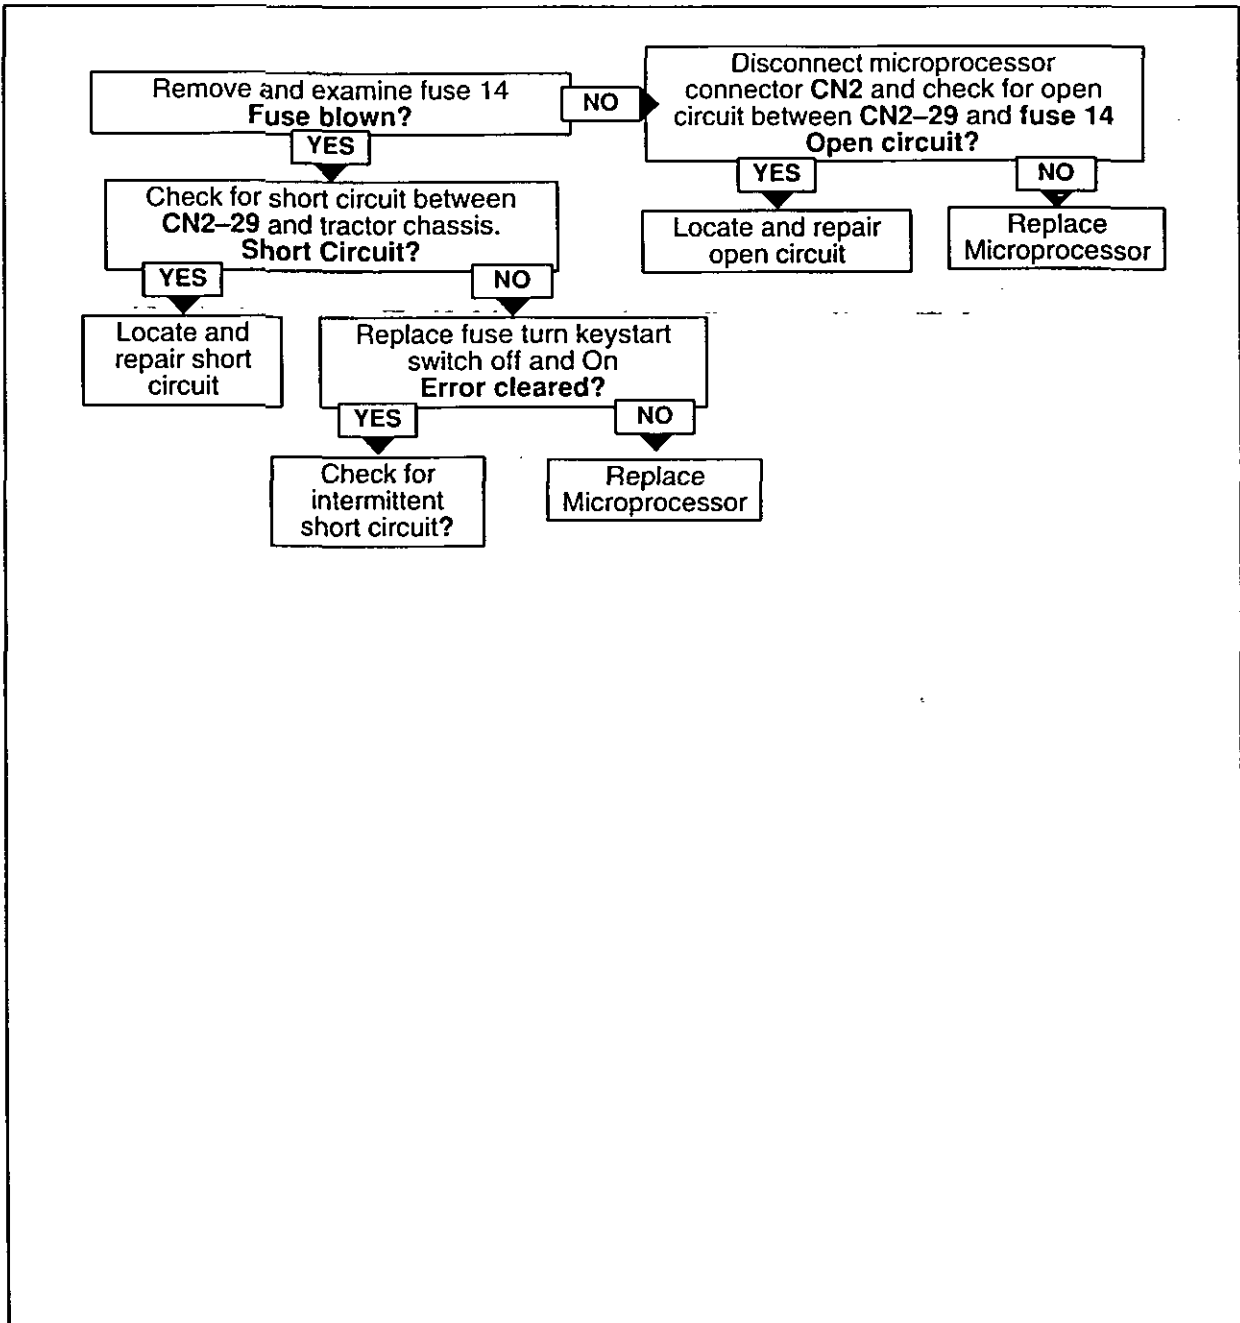 Remove and examine fuse 14
Fuse blown?
NO
Disconnect microprocessor
connector CN2 and check for open
circuit between CN2–29 and fuse 14
Open circuit?
YES
Check for short circuit between
CN2–29 and tractor chassis.
Short Circuit?
YES
NO
Locate and repair
open circuit
Replace
Microprocessor
YES
NO
Locate and
repair short
circuit
Replace fuse turn keystart
switch off and On
Error cleared?
YES
NO
Check for
intermittent
short circuit?
Replace
Microprocessor